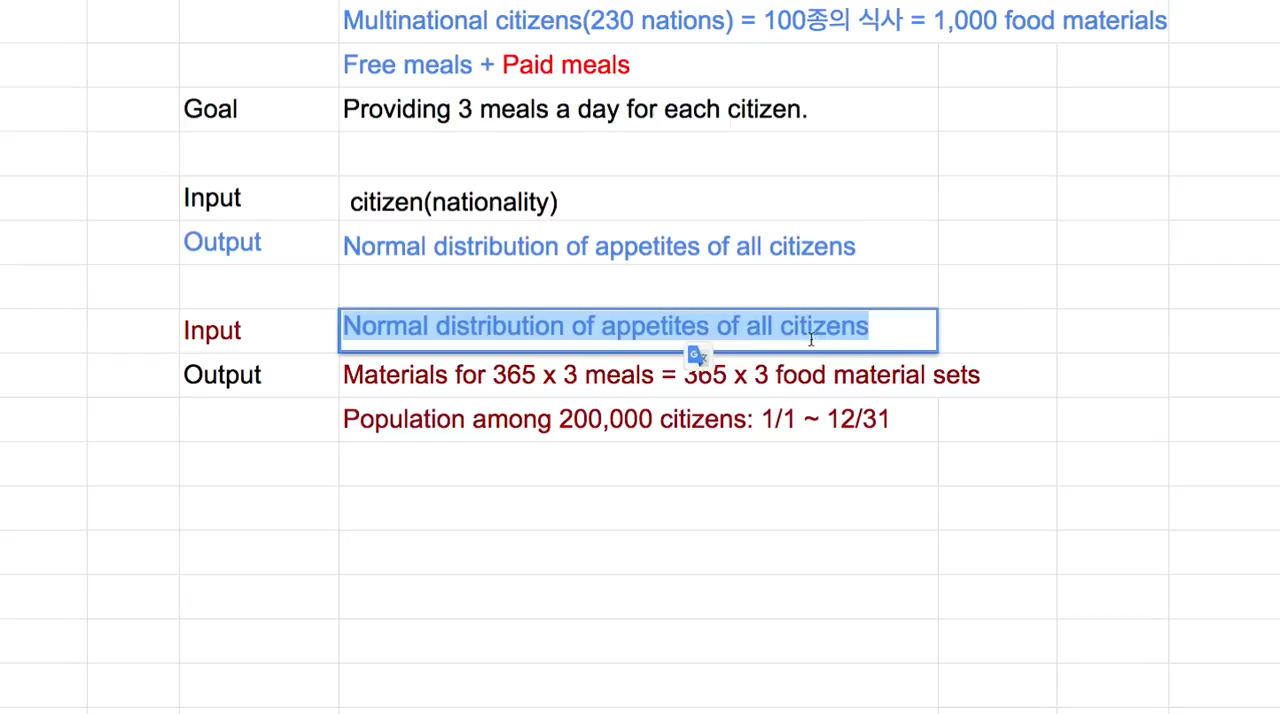 Multinational citizens(230 nations) = 100종의 식사 = 1,000 food materials
Free meals + Paid meals
Goal Providing 3 meals a day for each citizen.
Input citizen(nationality)
Output Normal distribution of appetites of all citizens
Input Normal distribution of appetites of all citizens
Output Materials for 365 x 3 meals = 365 x 3 food material sets
Population among 200,000 citizens: 1/1 ~ 12/31